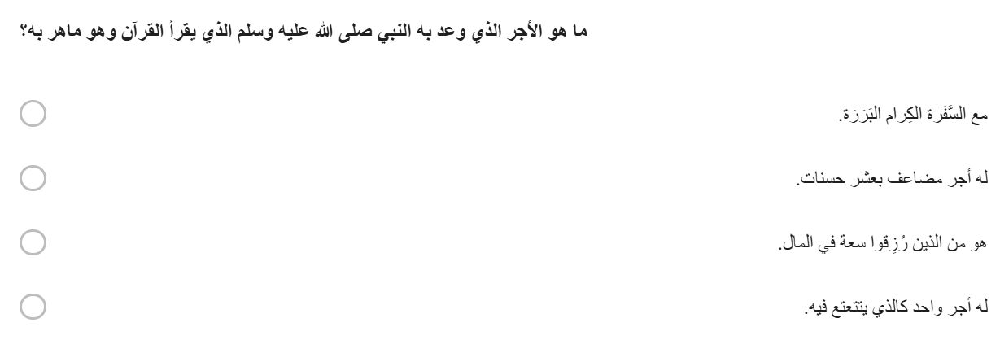 ما هو الأجر الذي وعد به النبي صلى الله عليه وسلم الذي يقرأ القرآن وهو ماهر به؟
مع السَّفَرة الكِرام البَرَرَة.
له أجر مضاعف بعشر حسنات.
هو من الذين رُزِقوا سعة في المال.
له أجر واحد كالذي يتتعتع فيه.